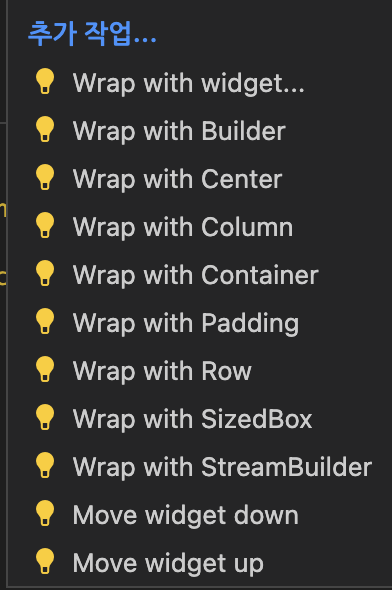 추가 작업...
Wrap with widget...
Wrap with Builder
Wrap with Center
Wrap with Column
Wrap with Container
Wrap with Padding
Wrap with Row
Wrap with SizedBox
Wrap with StreamBuilder
Move widget down
Move widget up